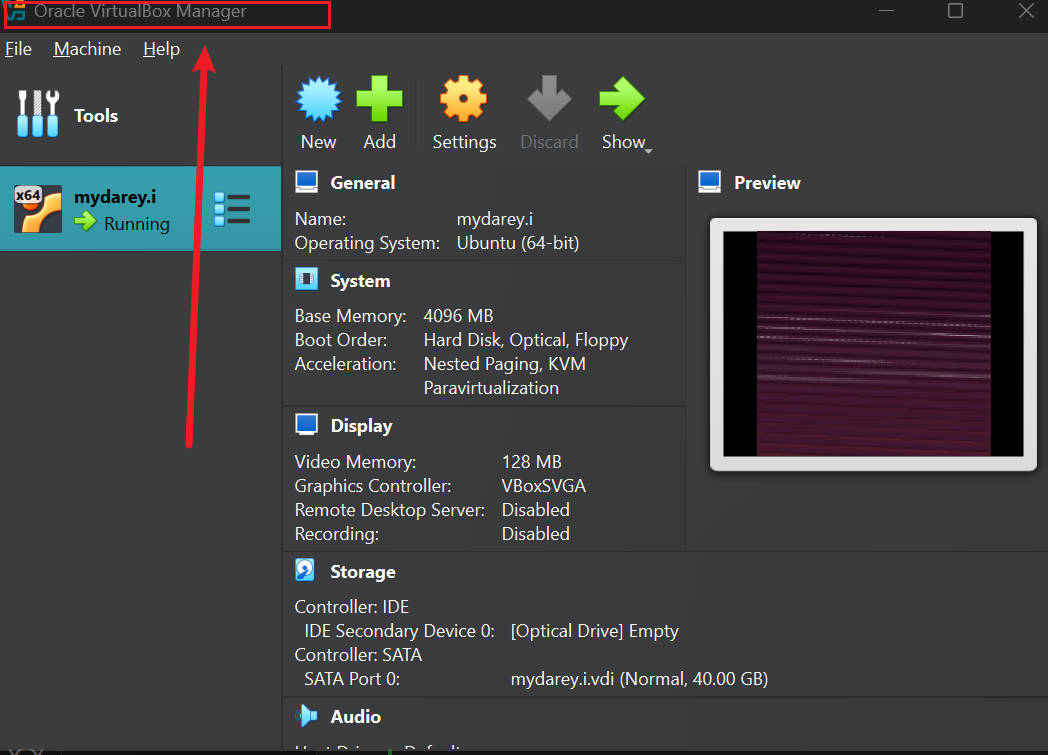 Oracle VirtualBox Manager
File Machine Help
Tools
New Add Settings Discard Show
x64
mydarey.i
Running
General
Name: mydarey.i
Operating System: Ubuntu (64-bit)
Preview
System
Base Memory: 4096 MB
Boot Order: Hard Disk, Optical, Floppy
Acceleration: Nested Paging, KVM
Paravirtualization
Display
Video Memory: 128 MB
Graphics Controller: VBoxSVGA
Remote Desktop Server: Disabled
Recording: Disabled
Storage
Controller: IDE
IDE Secondary Device 0: [Optical Drive] Empty
Controller: SATA
SATA Port 0: mydarey.i.vdi (Normal, 40.00 GB)
Audio